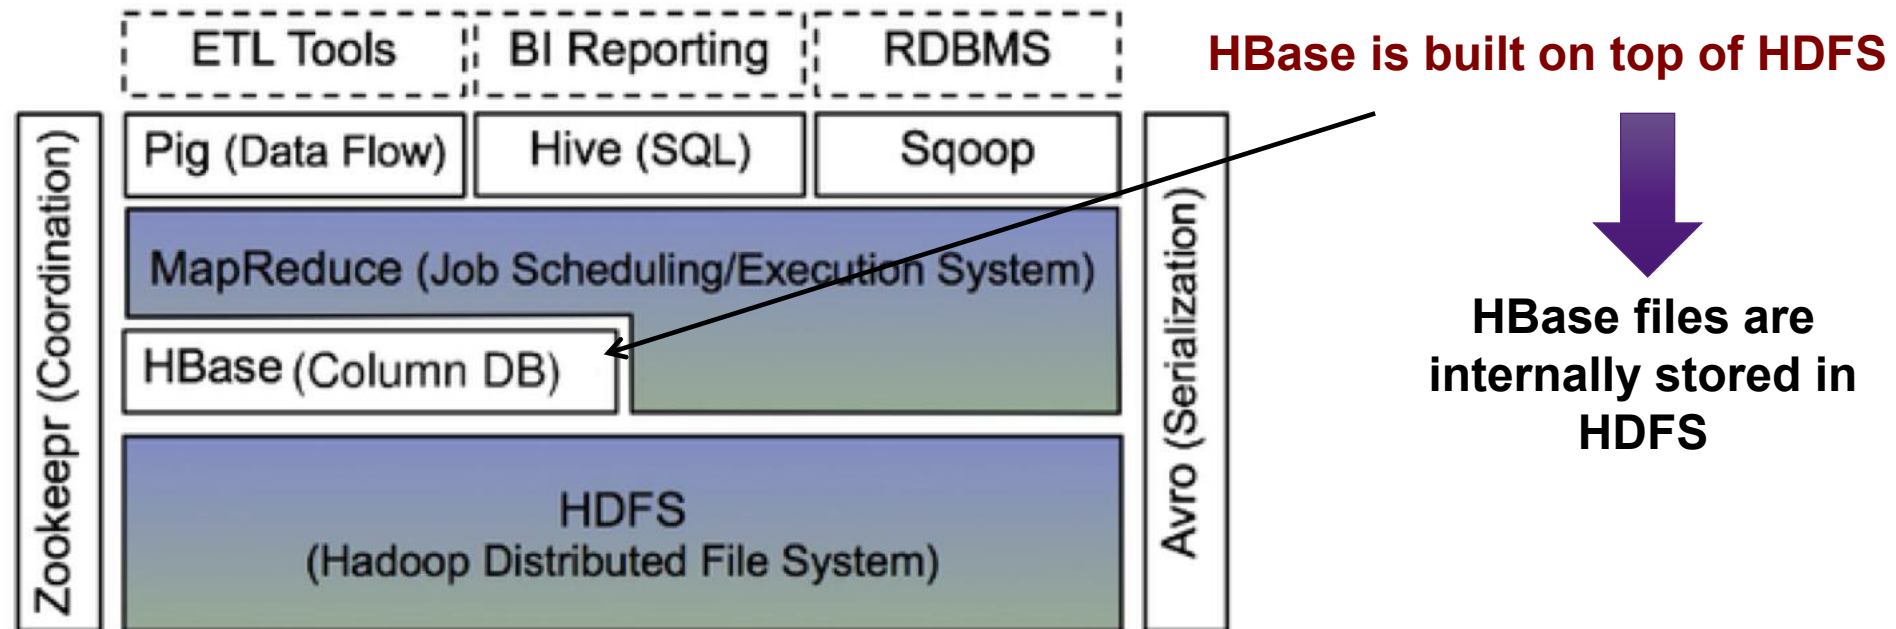 ETL Tools
BI Reporting
RDBMS
HBase is built on top of HDFS
Zookeepr (Coordination)
Pig (Data Flow)
Hive (SQL)
Sqoop
Avro (Serialization)
MapReduce (Job Scheduling/Execution System)
HBase (Column DB)
HBase files are
internally stored in
HDFS
HDFS
(Hadoop Distributed File System)